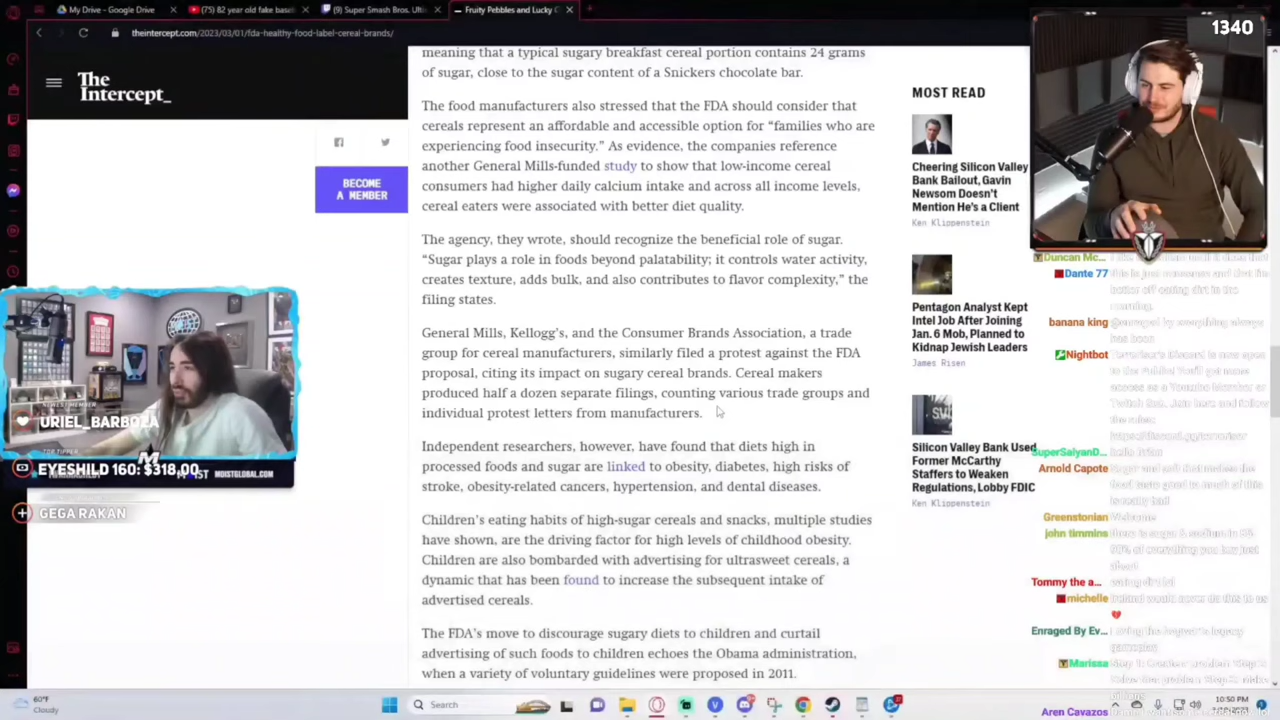 My Drive - Google Drive
(75) 82 year old fake base
(9) Super Smash Bros. Ulti
Fruity Pebbles and Lucky C
1340
theintercept.com/2023/03/01/fda-healthy-food-label-cereal-brands/
The
Intercept_
BECOME
A MEMBER
meaning that a typical sugary breakfast cereal portion contains 24 grams
of sugar, close to the sugar content of a Snickers chocolate bar.
The food manufacturers also stressed that the FDA should consider that
cereals represent an affordable and accessible option for “families who are
experiencing food insecurity.” As evidence, the companies reference
another General Mills-funded study to show that low-income cereal
consumers had higher daily calcium intake and across all income levels,
cereal eaters were associated with better diet quality.
The agency, they wrote, should recognize the beneficial role of sugar.
“Sugar plays a role in foods beyond palatability; it controls water activity,
creates texture, adds bulk, and also contributes to flavor complexity,” the
filing states.
General Mills, Kellogg’s, and the Consumer Brands Association, a trade
group for cereal manufacturers, similarly filed a protest against the FDA
proposal, citing its impact on sugary cereal brands. Cereal makers
produced half a dozen separate filings, counting various trade groups and
individual protest letters from manufacturers.
Independent researchers, however, have found that diets high in
processed foods and sugar are linked to obesity, diabetes, high risks of
stroke, obesity-related cancers, hypertension, and dental diseases.
Children’s eating habits of high-sugar cereals and snacks, multiple studies
have shown, are the driving factor for high levels of childhood obesity.
Children are also bombarded with advertising for ultrasweet cereals, a
dynamic that has been found to increase the subsequent intake of
advertised cereals.
The FDA’s move to discourage sugary diets to children and curtail
advertising of such foods to children echoes the Obama administration,
when a variety of voluntary guidelines were proposed in 2011.
MOST READ
Cheering Silicon Valley
Bank Bailout, Gavin
Newsom Doesn't
Mention He's a Client
Ken Klippenstein
Pentagon Analyst Kept
Intel Job After Joining
Jan. 6 Mob, Planned to
Kidnap Jewish Leaders
James Risen
Silicon Valley Bank Used
Former McCarthy
Staffers to Weaken
Regulations, Lobby FDIC
Ken Klippenstein
NEWEST MEMBER
URIEL_BARBOZA
TOP TIPPER
EYESHILD 160: $318.00
MOISTGLOBAL.COM
GEGA RAKAN
Duncan Mc...
Dante 77
banana king
Nightbot
SuperSaiyanD...
Arnold Capote
Greenstonian Welcome
john timmins
Tommy the a... eating dirt lol
michelle
Enraged By Ev...
Marissa
Aren Cavazos
60°F
Cloudy
Search
10:50 PM